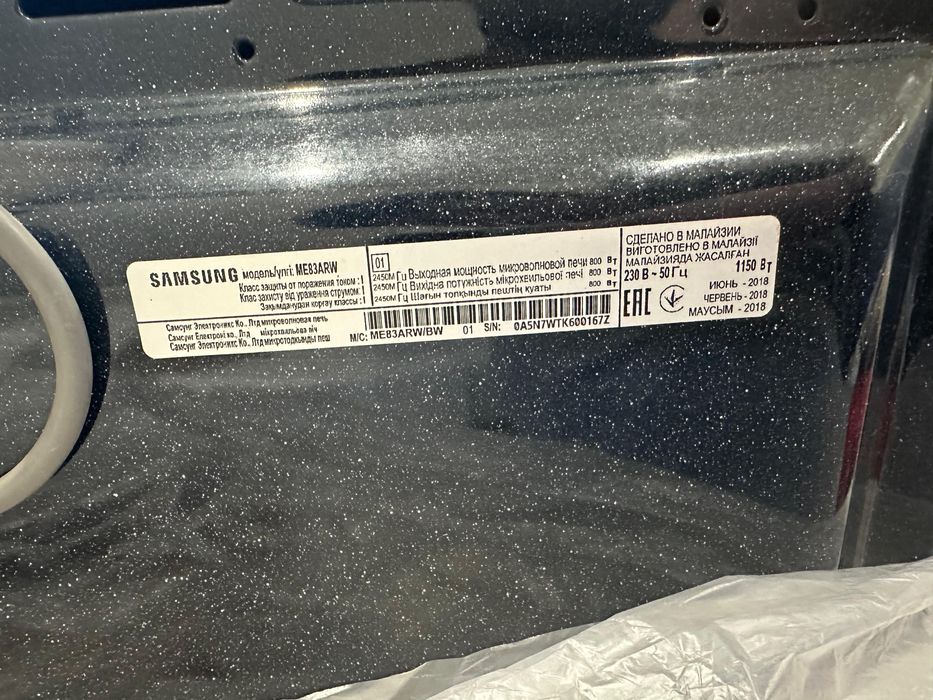 SAMSUNG модель/үлгі: ME83ARW
Класс защиты от поражения током : I
Клас захисту від ураження струмом: I
Зақымданудан қорғау классы : I
Самсунг Электроникс Ко., Лтд микроволновая печь
Самсунг Електронікс Ко., Лтд мікрохвильова піч
Самсунг Электроникс Ко., Лтд микротолқынды пеш
01
2450М Гц Выходная мощность микроволновой печи 800 Вт
2450М Гц Вихідна потужність мікрохвильової печі 800 Вт
2450М Гц Шағын толқынды пештің қуаты 800 Вт
M/C: ME83ARW/BW 01 S/N: 0A5N7WTK600167Z
СДЕЛАНО В МАЛАЙЗИИ
ВИГОТОВЛЕНО В МАЛАЙЗІЇ
МАЛАЙЗИЯДА ЖАСАЛҒАН
230 В ~ 50 Гц 1150 Вт
ИЮНЬ - 2018
ЧЕРВЕНЬ - 2018
МАУСЫМ - 2018
EAC